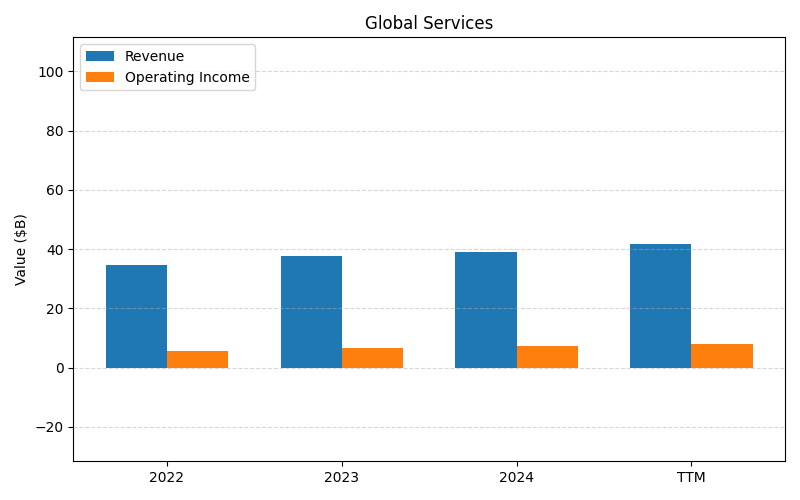 Global Services
Revenue
Operating Income
Value ($B)
100
80
60
40
20
0
−20
2022
2023
2024
TTM